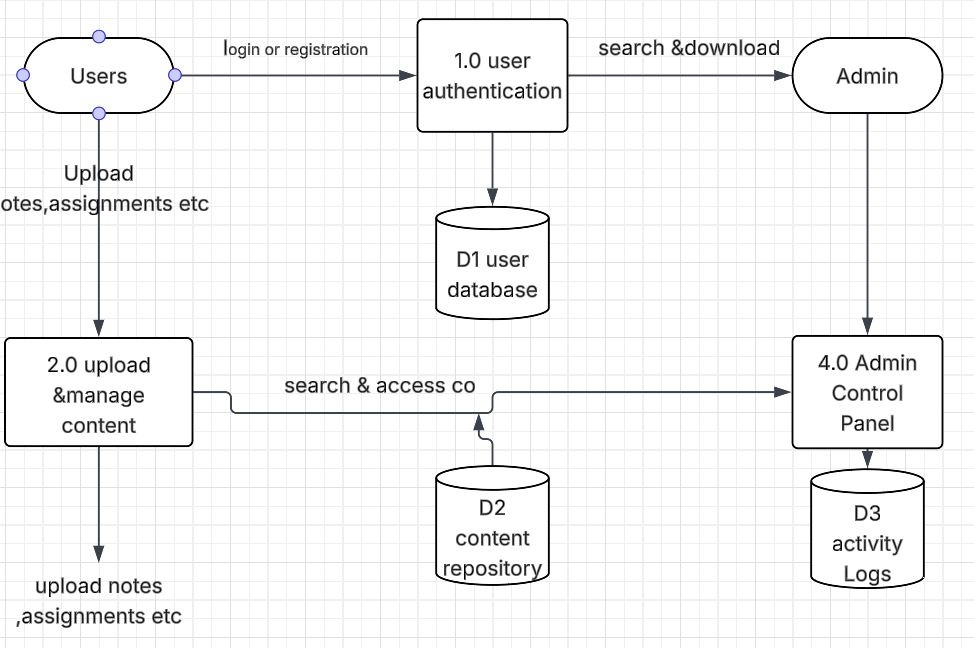 Users
login or registration
1.0 user
authentication
search &download
Admin
Upload
otes,assignments etc
D1 user
database
2.0 upload
&manage
content
search & access co
4.0 Admin
Control
Panel
D2
content
repository
D3
activity
Logs
upload notes
,assignments etc